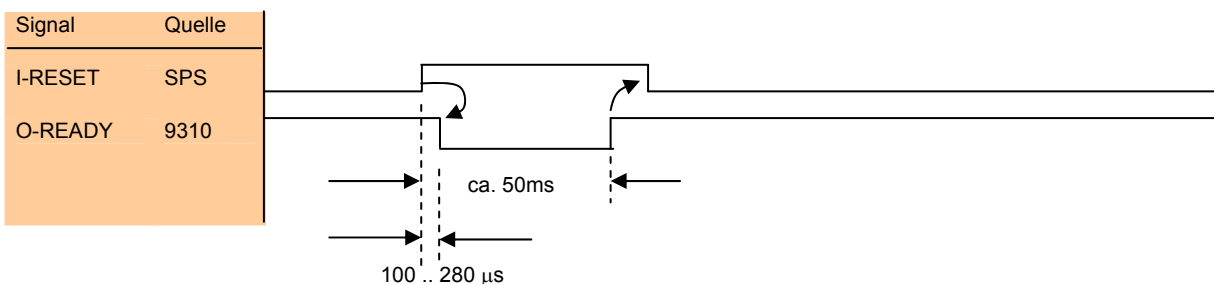 Signal Quelle
I-RESET SPS
O-READY 9310
ca. 50ms
100 .. 280 µs